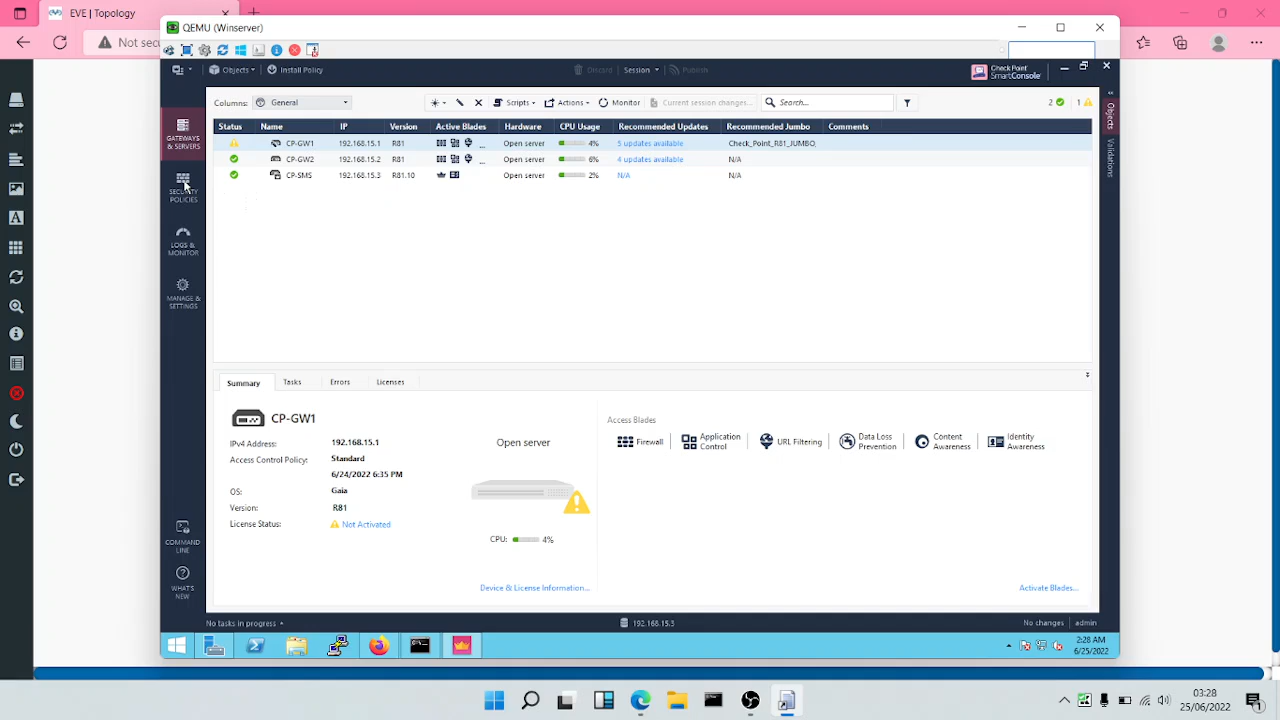 EVE | Topology
Not sec
QEMU (Winserver)
Objects
Install Policy
Discard
Session
Publish
Check Point
SmartConsole
Columns:
General
Scripts
Actions
Monitor
Current session changes...
Search...
2
1
Objects
Validations
GATEWAYS
& SERVERS
SECURITY
POLICIES
LOGS &
MONITOR
MANAGE &
SETTINGS
COMMAND
LINE
WHAT'S
NEW
Status Name IP Version Active Blades Hardware CPU Usage Recommended Updates Recommended Jumbo Comments
CP-GW1 192.168.15.1 R81 ... Open server 4% 5 updates available Check_Point_R81_JUMBO_
CP-GW2 192.168.15.2 R81 ... Open server 6% 4 updates available N/A
CP-SMS 192.168.15.3 R81.10 Open server 2% N/A N/A
Summary Tasks Errors Licenses
CP-GW1
IPv4 Address: 192.168.15.1
Access Control Policy: Standard
6/24/2022 6:35 PM
OS: Gaia
Version: R81
License Status: Not Activated
Open server
CPU: 4%
Device & License Information...
Access Blades
Firewall
Application
Control
URL Filtering
Data Loss
Prevention
Content
Awareness
Identity
Awareness
Activate Blades...
No tasks in progress
192.168.15.3
No changes
admin
2:28 AM
6/25/2022
03:28
25/06/2022
1